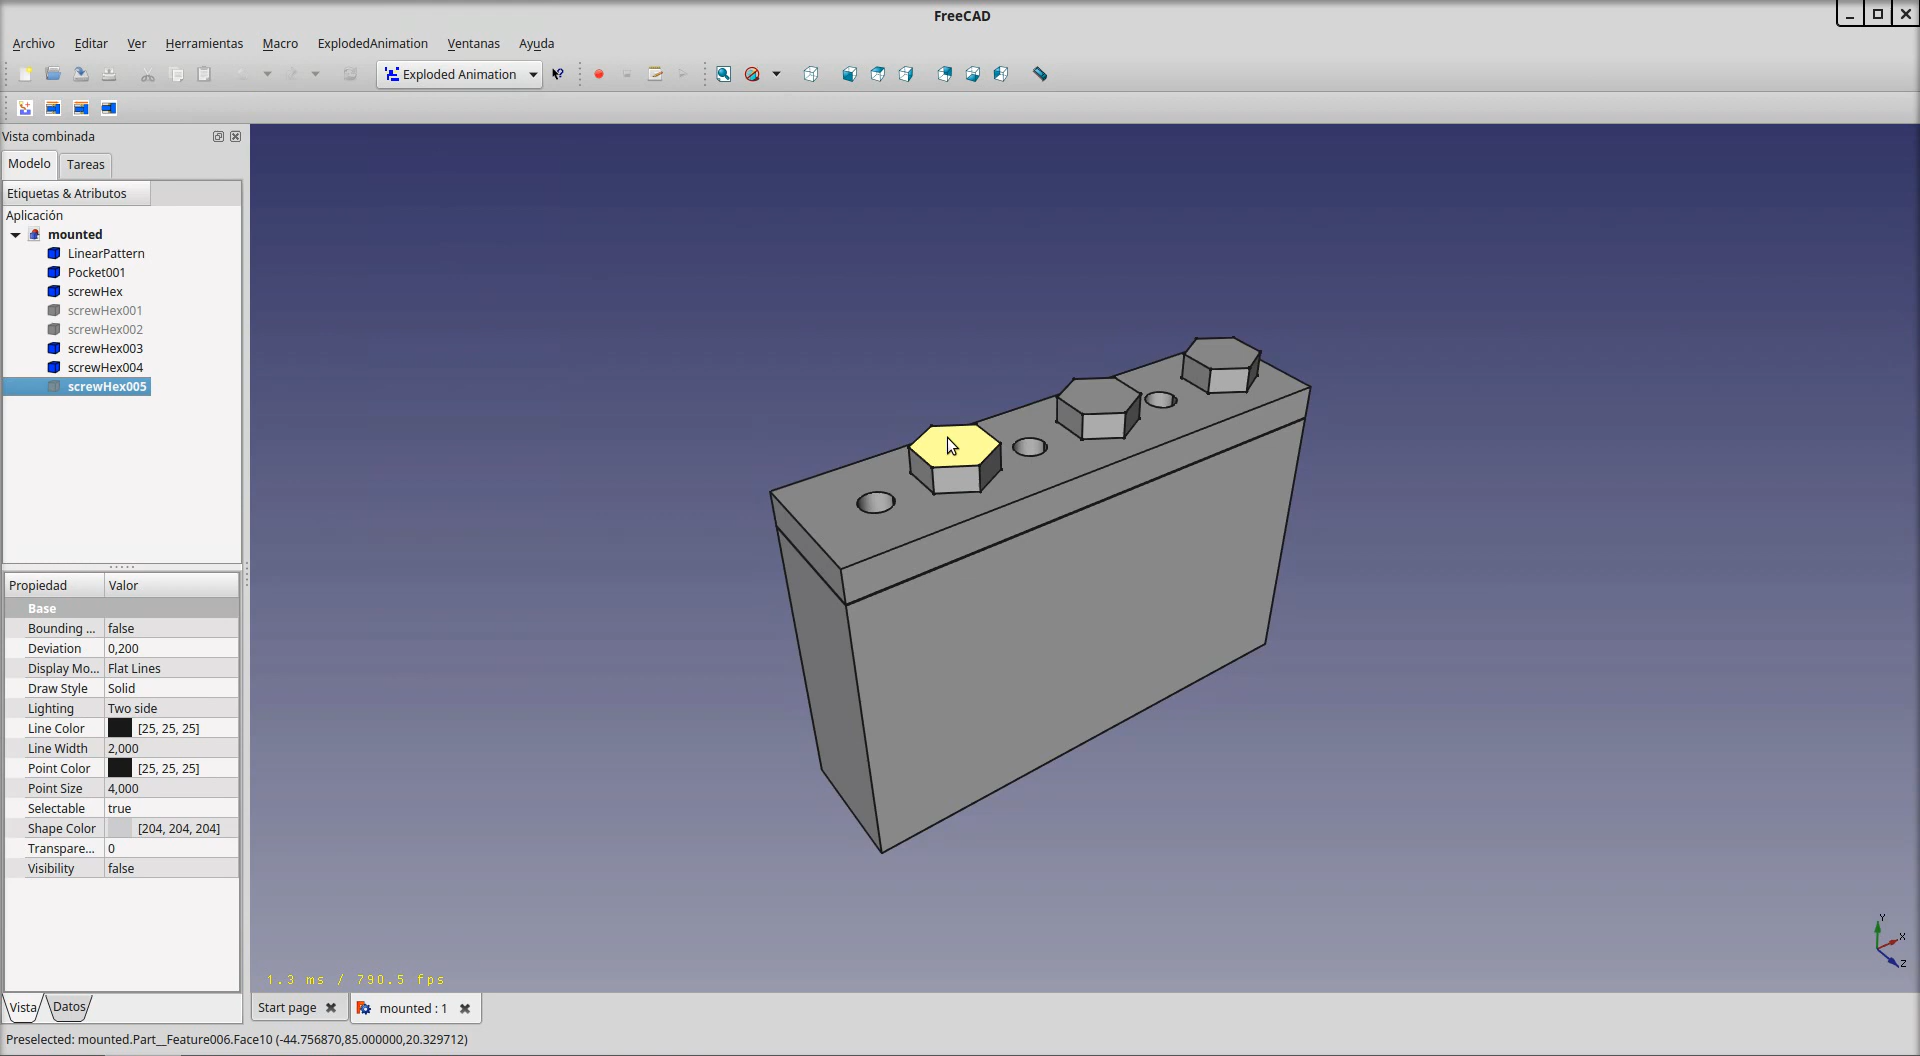 FreeCAD
Archivo Editar Ver Herramientas Macro ExplodedAnimation Ventanas Ayuda
Exploded Animation
Vista combinada
Modelo Tareas
Etiquetas & Atributos
Aplicación
mounted
LinearPattern
Pocket001
screwHex
screwHex001
screwHex002
screwHex003
screwHex004
screwHex005
Propiedad Valor
Base
Bounding ... false
Deviation 0,200
Display Mo... Flat Lines
Draw Style Solid
Lighting Two side
Line Color [25, 25, 25]
Line Width 2,000
Point Color [25, 25, 25]
Point Size 4,000
Selectable true
Shape Color [204, 204, 204]
Transpare... 0
Visibility false
Y
X
Z
1.3 ms / 790.5 fps
Vista Datos
Start page mounted : 1
Preselected: mounted.Part__Feature006.Face10 (-44.756870,85.000000,20.329712)